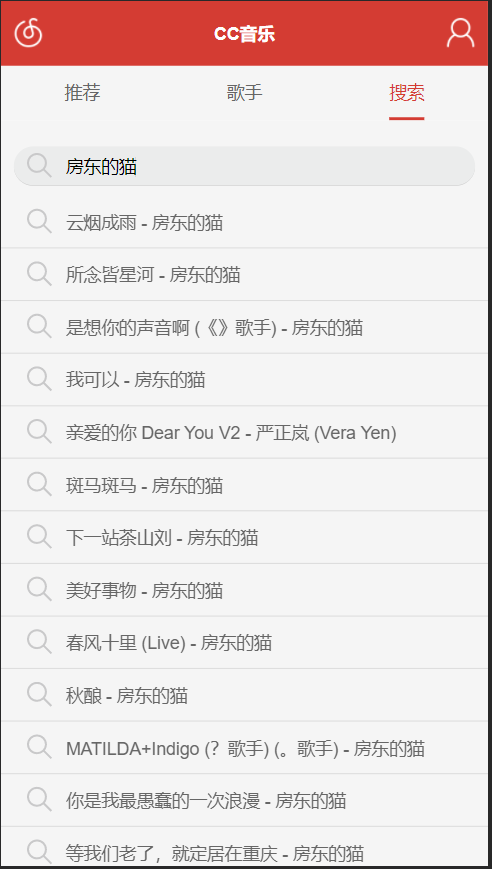 CC音乐
推荐 歌手 搜索
房东的猫
云烟成雨 - 房东的猫
所念皆星河 - 房东的猫
是想你的声音啊 (《》歌手) - 房东的猫
我可以 - 房东的猫
亲爱的你 Dear You V2 - 严正岚 (Vera Yen)
斑马斑马 - 房东的猫
下一站茶山刘 - 房东的猫
美好事物 - 房东的猫
春风十里 (Live) - 房东的猫
秋酿 - 房东的猫
MATILDA+Indigo (？歌手) (。歌手) - 房东的猫
你是我最愚蠢的一次浪漫 - 房东的猫
等我们老了，就定居在重庆 - 房东的猫